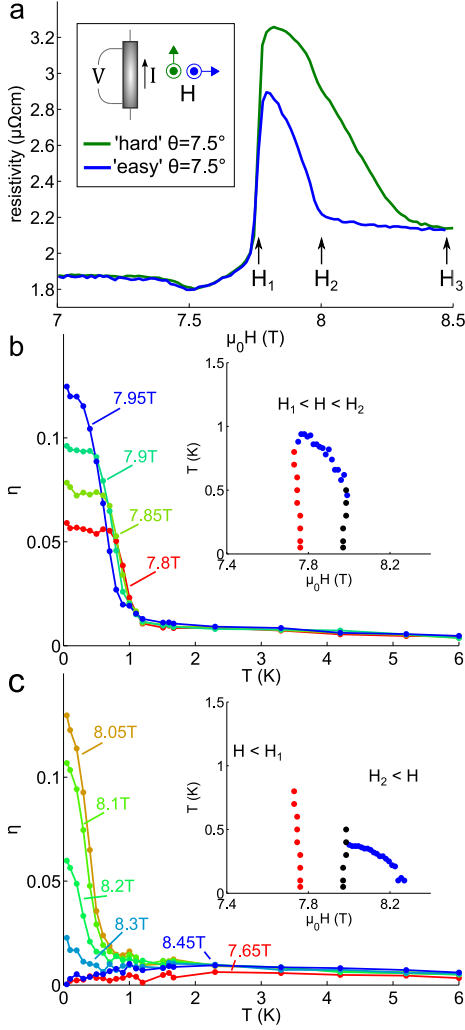 a
3.2
3
2.8
2.6
2.4
2.2
2
1.8
resistivity (μΩcm)
V
I
H
'hard' θ=7.5°
'easy' θ=7.5°
H1
H2
H3
7
7.5
8
8.5
μ0H (T)
b
0.1
0.05
0
η
7.95T
7.9T
7.85T
7.8T
1.5
1
0.5
0
T (K)
H1 < H < H2
7.4
7.8
8.2
μ0H (T)
0
1
2
3
4
5
6
T (K)
c
0.1
0.05
0
η
8.05T
8.1T
8.2T
8.3T
8.45T
7.65T
1.5
1
0.5
0
T (K)
H < H1
H2 < H
7.4
7.8
8.2
μ0H (T)
0
1
2
3
4
5
6
T (K)